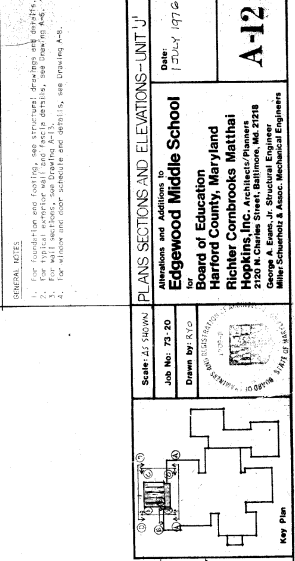 GENERAL NOTES
1. For foundation and footing, see structural drawings and details.
2. For typical exterior wall and fascia details, see Drawing A-6.
3. For wall sections, see Drawing A-13.
4. For window and door schedule and details, see Drawing A-8.
PLANS SECTIONS AND ELEVATIONS-UNIT 'J'
Scale: AS SHOWN
Job No: 73-20
Drawn by: RYO
Alterations and Additions to
Edgewood Middle School
for
Board of Education
Harford County, Maryland
Richter Cornbrooks Matthai
Hopkins, Inc. Architects/Planners
2120 N. Charles Street, Baltimore, Md. 21218
George A. Evans, Jr. Structural Engineer
Miller Schuerholz & Assoc. Mechanical Engineers
Date:
1 JULY 1976
A-12
Key Plan